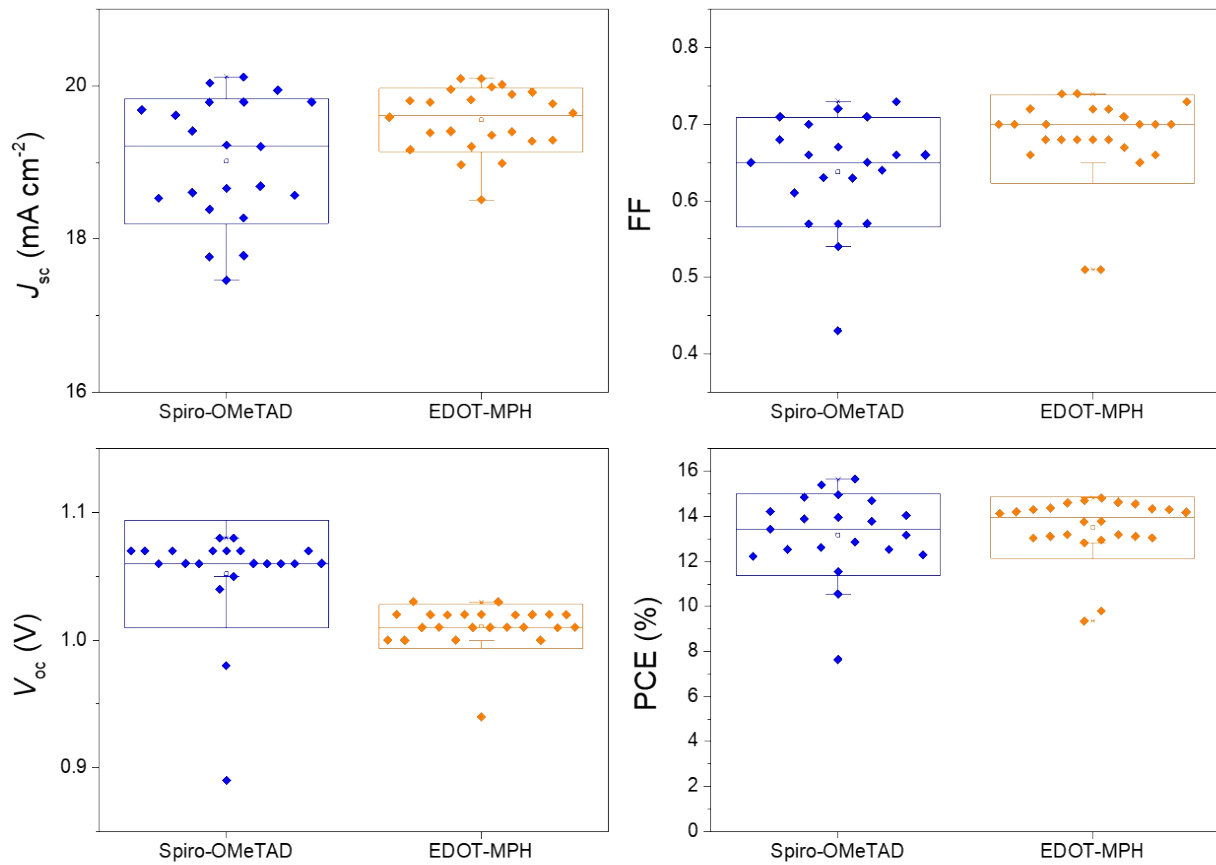 J_sc (mA cm⁻²)
20
18
16
Spiro-OMeTAD EDOT-MPH
FF
0.8
0.7
0.6
0.5
0.4
Spiro-OMeTAD EDOT-MPH
V_oc (V)
1.1
1.0
0.9
Spiro-OMeTAD EDOT-MPH
PCE (%)
16
14
12
10
8
6
4
2
0
Spiro-OMeTAD EDOT-MPH